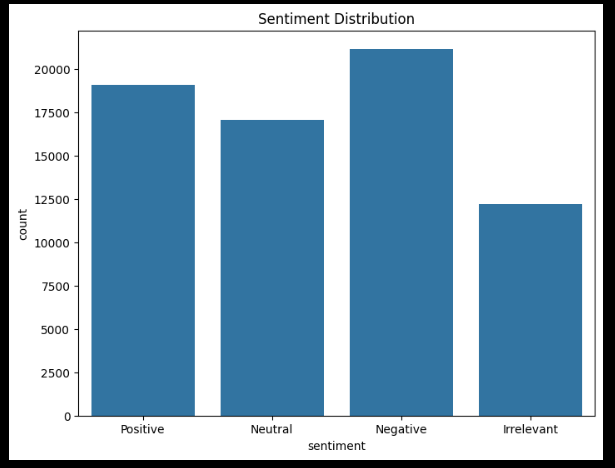 Sentiment Distribution
20000
17500
15000
12500
10000
7500
5000
2500
0
count
Positive
Neutral
Negative
Irrelevant
sentiment